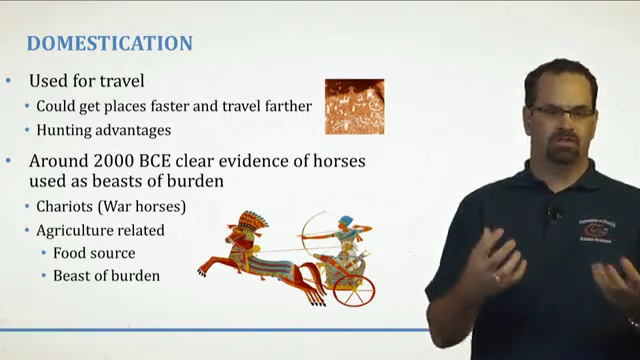 DOMESTICATION
• Used for travel
• Could get places faster and travel farther
• Hunting advantages
• Around 2000 BCE clear evidence of horses
used as beasts of burden
• Chariots (War horses)
• Agriculture related
• Food source
• Beast of burden